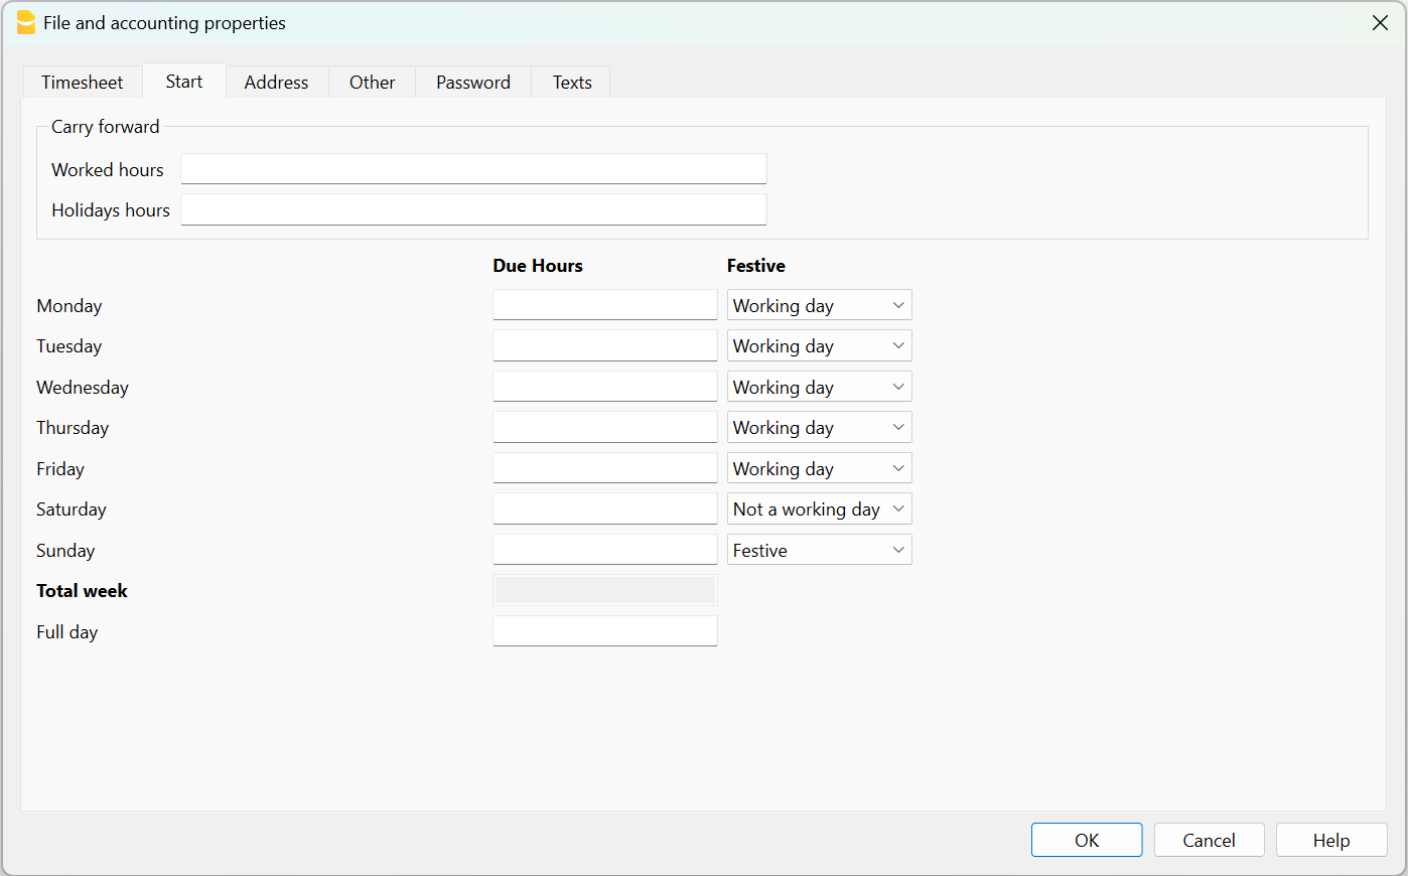 File and accounting properties
Timesheet Start Address Other Password Texts
Carry forward
Worked hours
Holidays hours
Due Hours Festive
Monday Working day
Tuesday Working day
Wednesday Working day
Thursday Working day
Friday Working day
Saturday Not a working day
Sunday Festive
Total week
Full day
OK Cancel Help